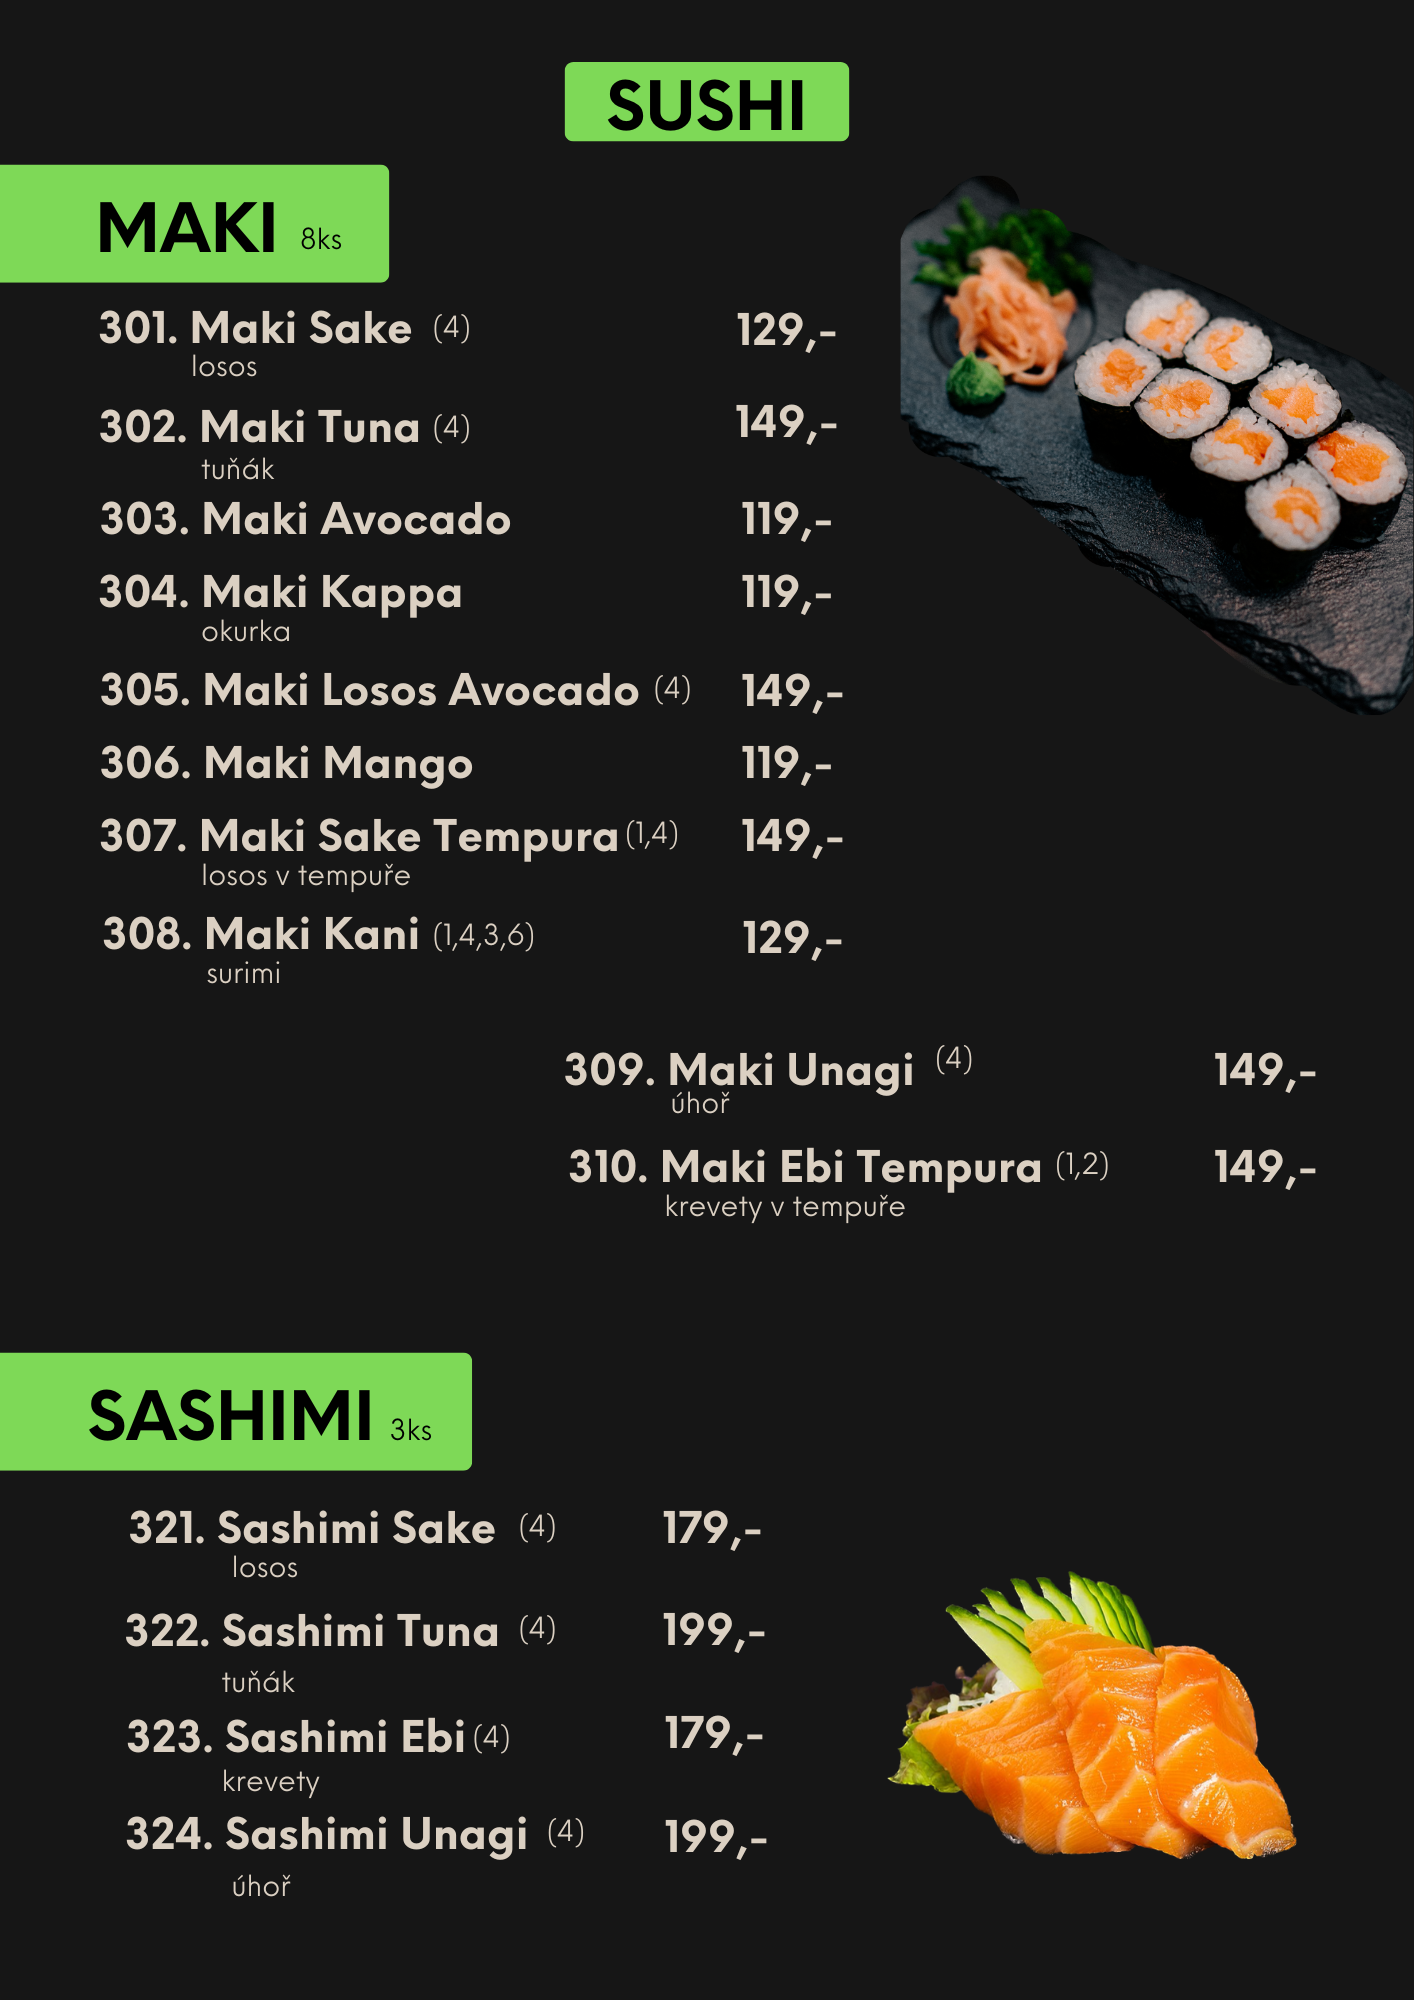 SUSHI
MAKI 8ks
301. Maki Sake (4) 129,-
losos
302. Maki Tuna (4) 149,-
tuňák
303. Maki Avocado 119,-
304. Maki Kappa 119,-
okurka
305. Maki Losos Avocado (4) 149,-
306. Maki Mango 119,-
307. Maki Sake Tempura (1,4) 149,-
losos v tempuře
308. Maki Kani (1,4,3,6) 129,-
surimi
309. Maki Unagi (4) 149,-
úhoř
310. Maki Ebi Tempura (1,2) 149,-
krevety v tempuře
SASHIMI 3ks
321. Sashimi Sake (4) 179,-
losos
322. Sashimi Tuna (4) 199,-
tuňák
323. Sashimi Ebi (4) 179,-
krevety
324. Sashimi Unagi (4) 199,-
úhoř